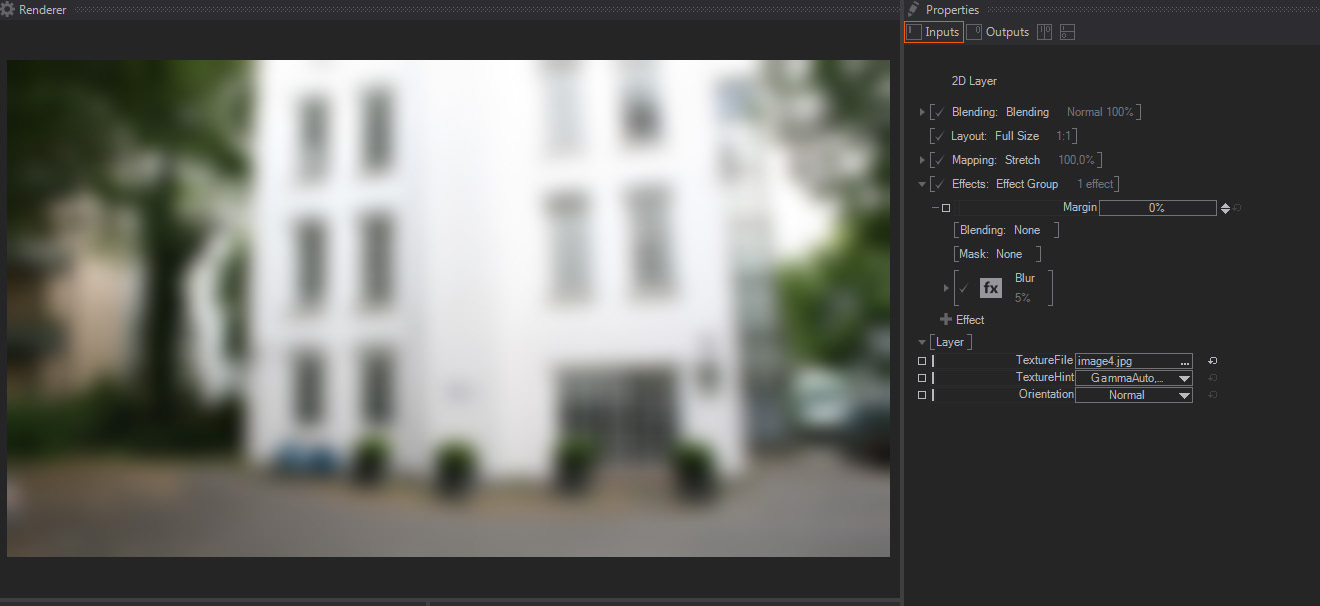 Renderer
Properties
Inputs Outputs
2D Layer
Blending: Blending Normal 100%
Layout: Full Size 1:1
Mapping: Stretch 100,0%
Effects: Effect Group 1 effect
Margin 0%
Blending: None
Mask: None
fx Blur
5%
Effect
Layer
TextureFile image4.jpg ...
TextureHint GammaAuto,...
Orientation Normal